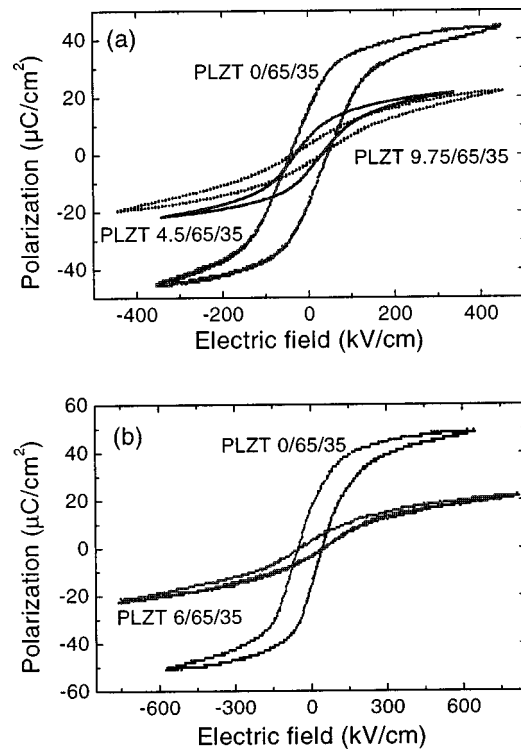 (a)
PLZT 0/65/35
PLZT 9.75/65/35
PLZT 4.5/65/35
Polarization (µC/cm²)
40
20
0
-20
-40
-400
-200
0
200
400
Electric field (kV/cm)
(b)
PLZT 0/65/35
PLZT 6/65/35
Polarization (µC/cm²)
60
40
20
0
-20
-40
-60
-600
-300
0
300
600
Electric field (kV/cm)